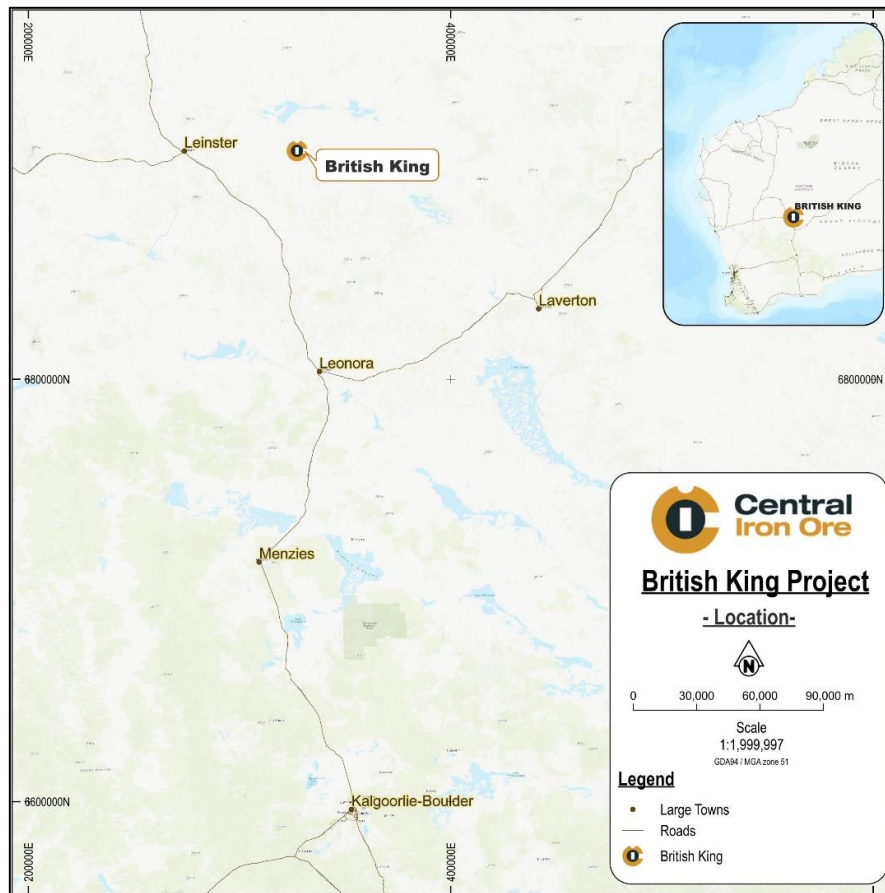 200000E
400000E
Leinster
British King
BRITISH KING
Laverton
Leonora
6800000N
6800000N
Central
Iron Ore
British King Project
- Location-
N
0 30,000 60,000 90,000 m
Scale
1:1,999,997
GDA94 / MGA zone 51
Legend
Large Towns
Roads
British King
Menzies
6600000N
Kalgoorlie-Boulder
200000E
400000E